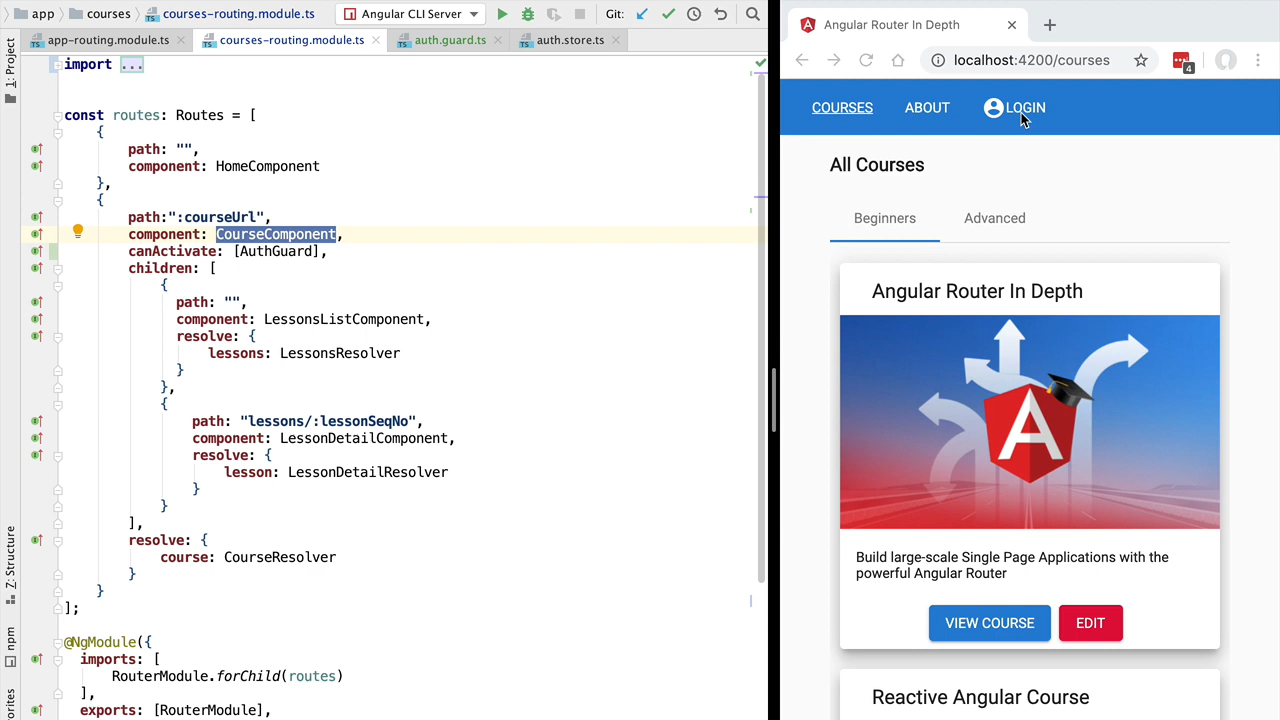 app
courses
courses-routing.module.ts
Angular CLI Server
Git:
app-routing.module.ts
courses-routing.module.ts
auth.guard.ts
auth.store.ts
1: Project
Z: Structure
npm
import ...
const routes: Routes = [
{
path: "",
component: HomeComponent
},
{
path:":courseUrl",
component: CourseComponent,
canActivate: [AuthGuard],
children: [
{
path: "",
component: LessonsListComponent,
resolve: {
lessons: LessonsResolver
}
},
{
path: "lessons/:lessonSeqNo",
component: LessonDetailComponent,
resolve: {
lesson: LessonDetailResolver
}
}
],
resolve: {
course: CourseResolver
}
}
];
@NgModule({
imports: [
RouterModule.forChild(routes)
],
exports: [RouterModule],
Angular Router In Depth
localhost:4200/courses
4
COURSES
ABOUT
LOGIN
All Courses
Beginners
Advanced
Angular Router In Depth
A
Build large-scale Single Page Applications with the
powerful Angular Router
VIEW COURSE
EDIT
Reactive Angular Course